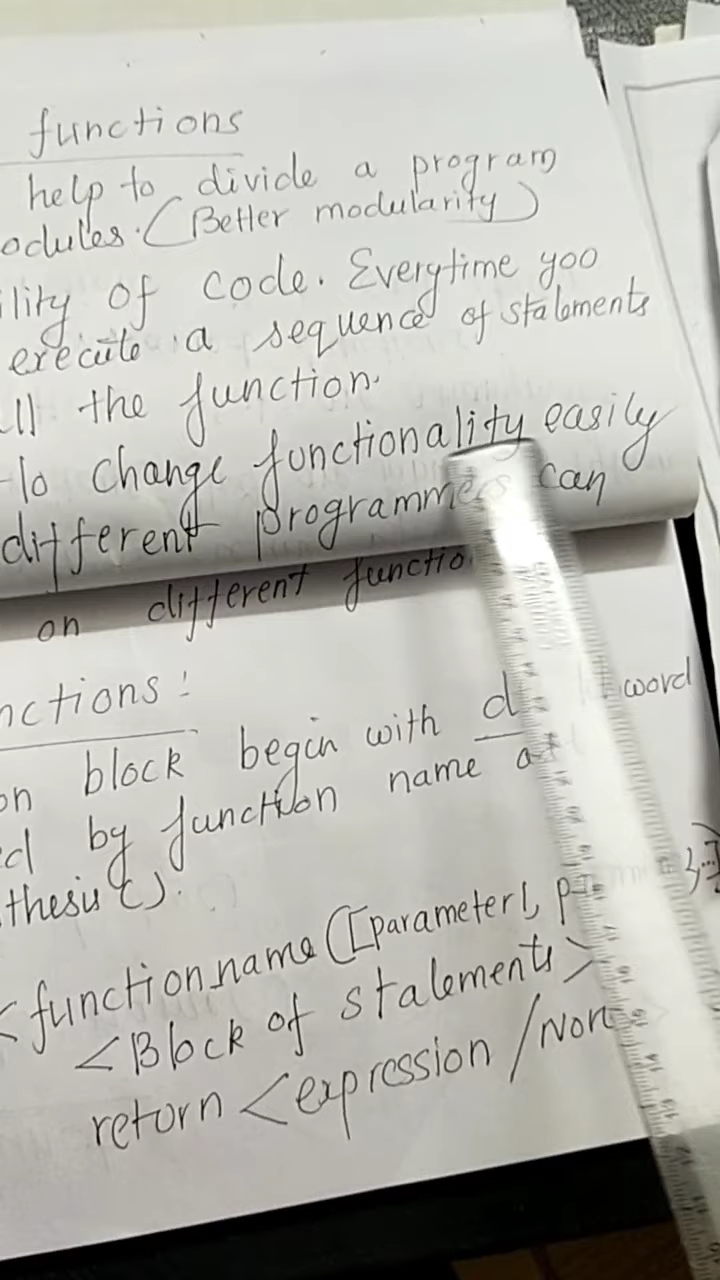 functions
help to divide a program
odules. (Better modularity)
ility of code. Everytime you
execute a sequence of statements
ll the function.
to change functionality easily
different programmers can
on different functio
nctions:
on block begin with d word
ed by function name
thesis ().
<function_name ([parameter1, p
<Block of statements>
return <expression / Non